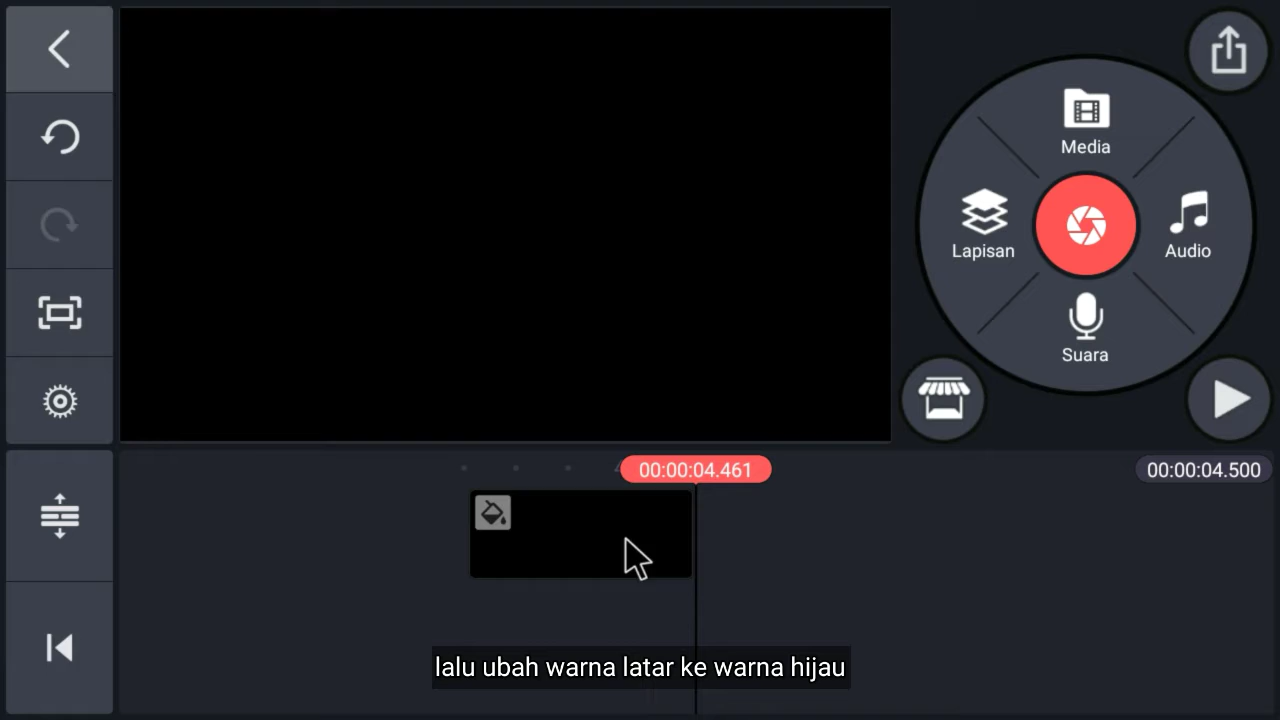 Media
Lapisan
Audio
Suara
00:00:04.461
00:00:04.500
lalu ubah warna latar ke warna hijau